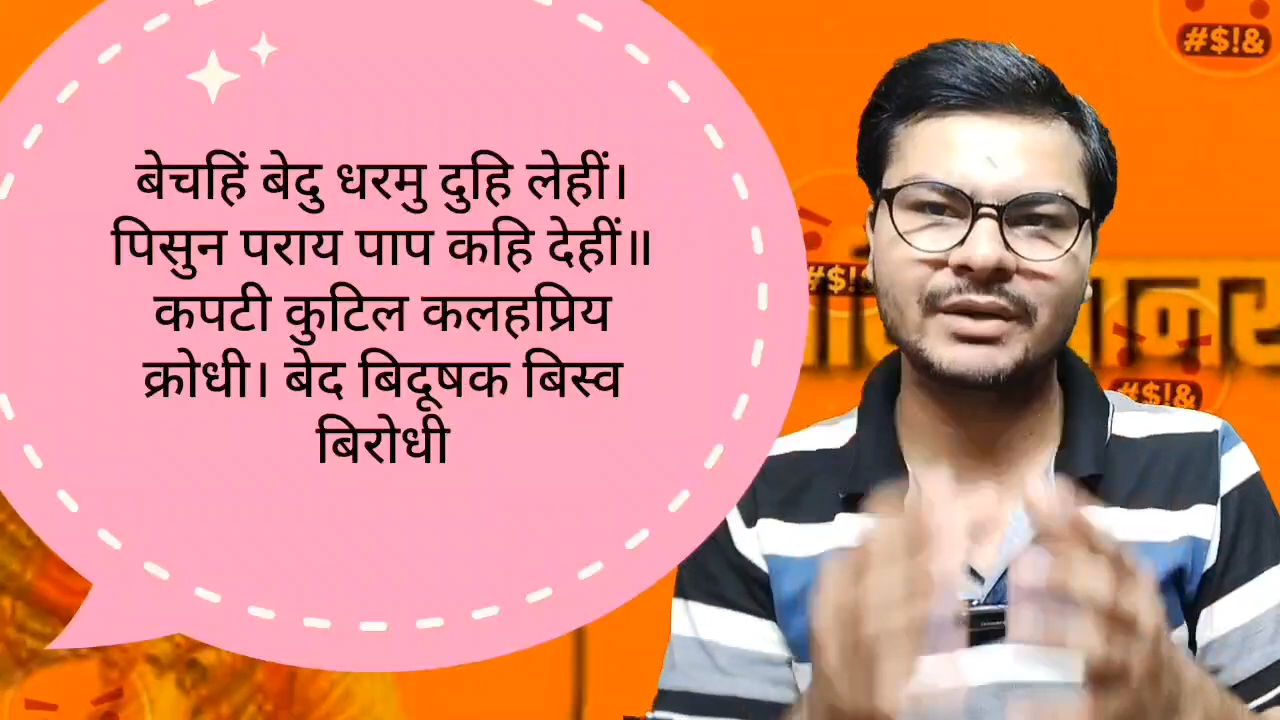 बेचहिं बेदु धरमु दुहि लेहीं।
पिसुन पराय पाप कहि देहीं॥
कपटी कुटिल कलहप्रिय
क्रोधी। बेद बिदूषक बिस्व
बिरोधी
#$!&
#$!&
#$!&